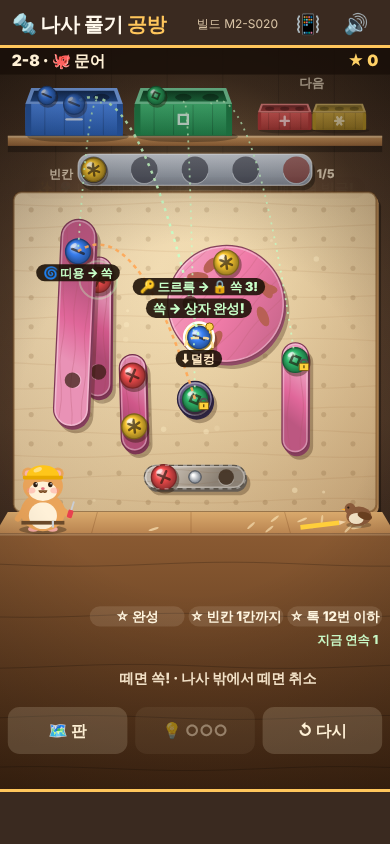 나사 풀기 공방
빌드 M2-S020
2-8 · 문어
★ 0
다음
빈칸
1/5
띠용 → 쏙
드르륵 → 쏙 3!
쏙 → 상자 완성!
⬇덜컹
☆ 완성
☆ 빈칸 1칸까지
☆ 톡 12번 이하
지금 연속 1
떼면 쏙! · 나사 밖에서 떼면 취소
판
다시